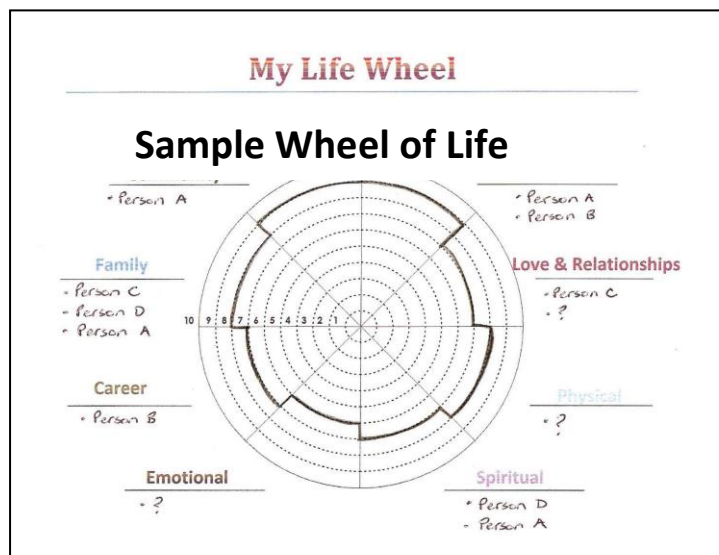 My Life Wheel
Sample Wheel of Life
• Person A
• Person A
• Person B
Family
- Person C
- Person D
- Person A
Love & Relationships
- Person C
- ?
10 9 8 7 6 5 4 3 2 1
Career
• Person B
Physical
- ?
Emotional
- ?
Spiritual
• Person D
- Person A